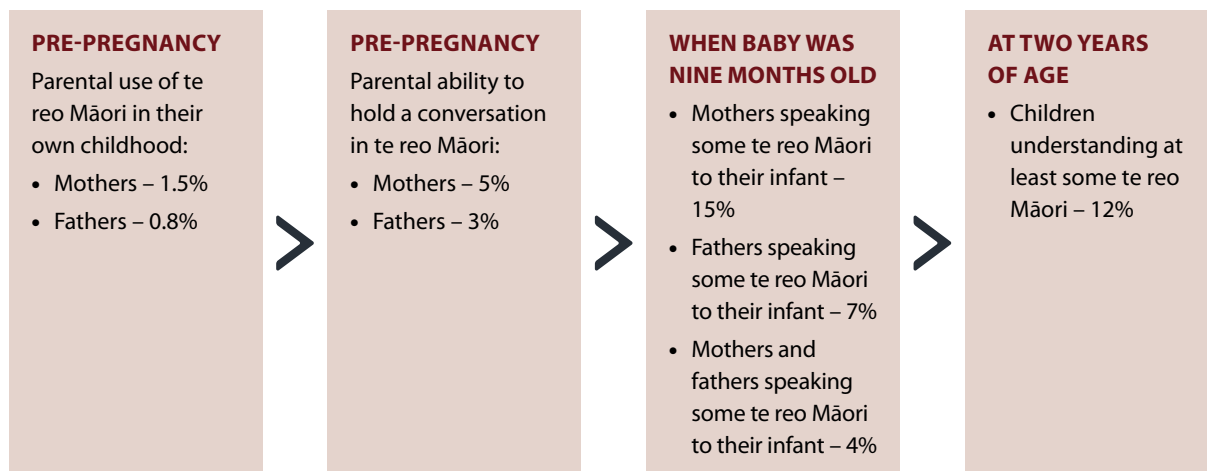 PRE-PREGNANCY
Parental use of te
reo Māori in their
own childhood:
• Mothers – 1.5%
• Fathers – 0.8%
PRE-PREGNANCY
Parental ability to
hold a conversation
in te reo Māori:
• Mothers – 5%
• Fathers – 3%
WHEN BABY WAS
NINE MONTHS OLD
• Mothers speaking
some te reo Māori
to their infant –
15%
• Fathers speaking
some te reo Māori
to their infant – 7%
• Mothers and
fathers speaking
some te reo Māori
to their infant – 4%
AT TWO YEARS
OF AGE
• Children
understanding at
least some te reo
Māori – 12%